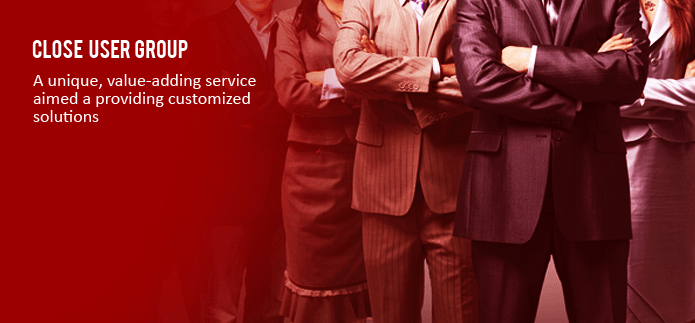 CLOSE USER GROUP
A unique, value-adding service
aimed a providing customized
solutions